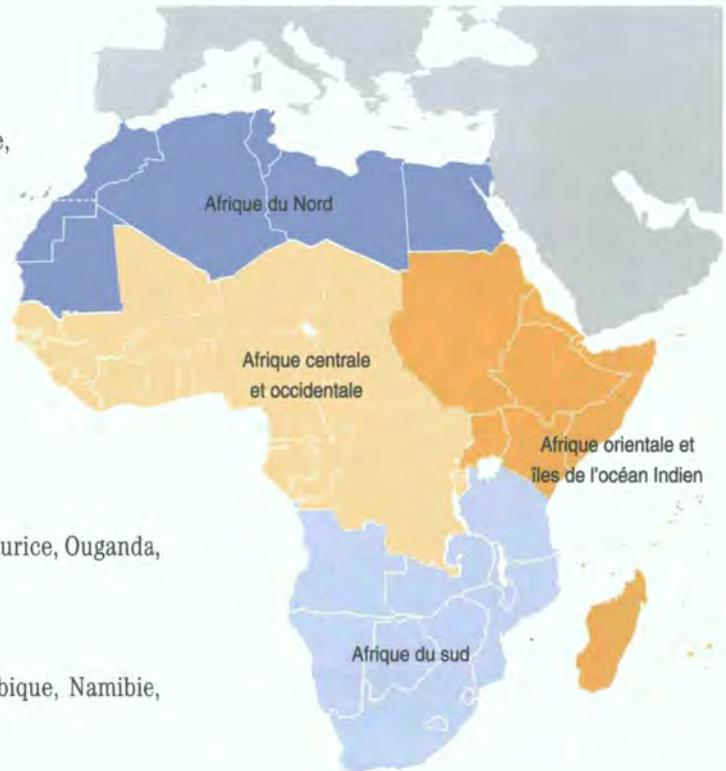 Afrique du Nord
Afrique centrale
et occidentale
Afrique orientale et
îles de l'océan Indien
urice, Ouganda,
Afrique du sud
bique, Namibie,